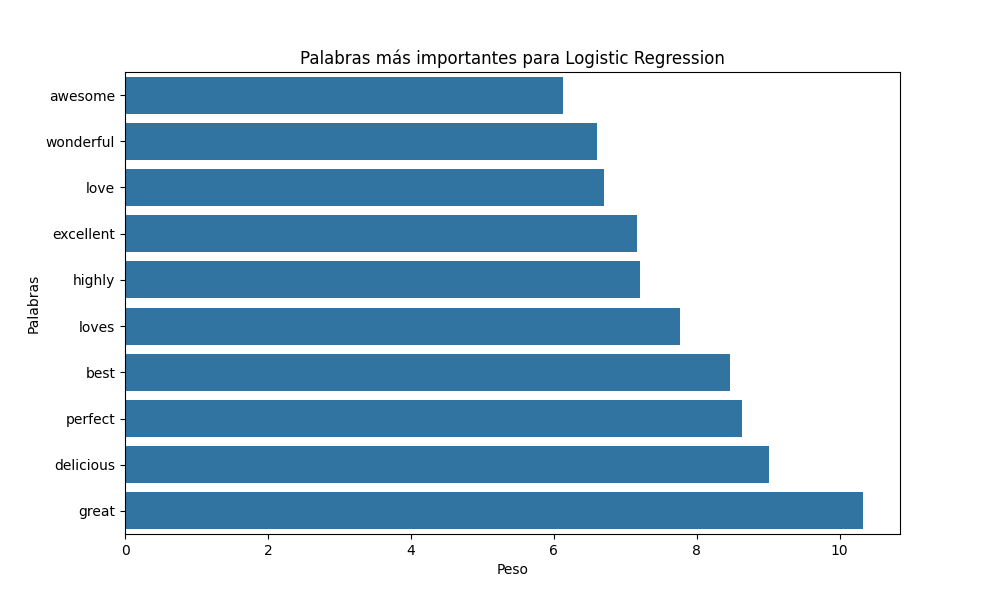 Palabras más importantes para Logistic Regression
awesome
wonderful
love
excellent
highly
loves
best
perfect
delicious
great
Palabras
0 2 4 6 8 10
Peso